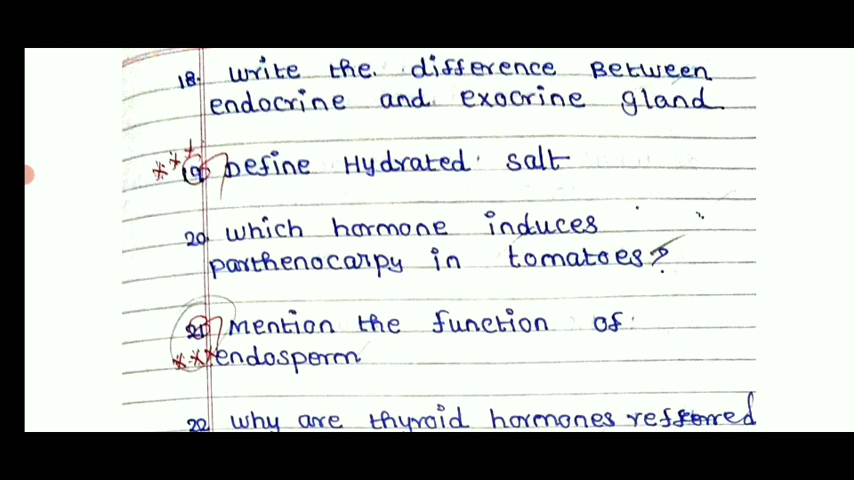 18. write the difference Between
endocrine and exocrine gland
19 Define Hydrated salt
20. which hormone induces
parthenocarpy in tomatoes?
21 mention the function of
endosperm
22 why are thyroid hormones referred